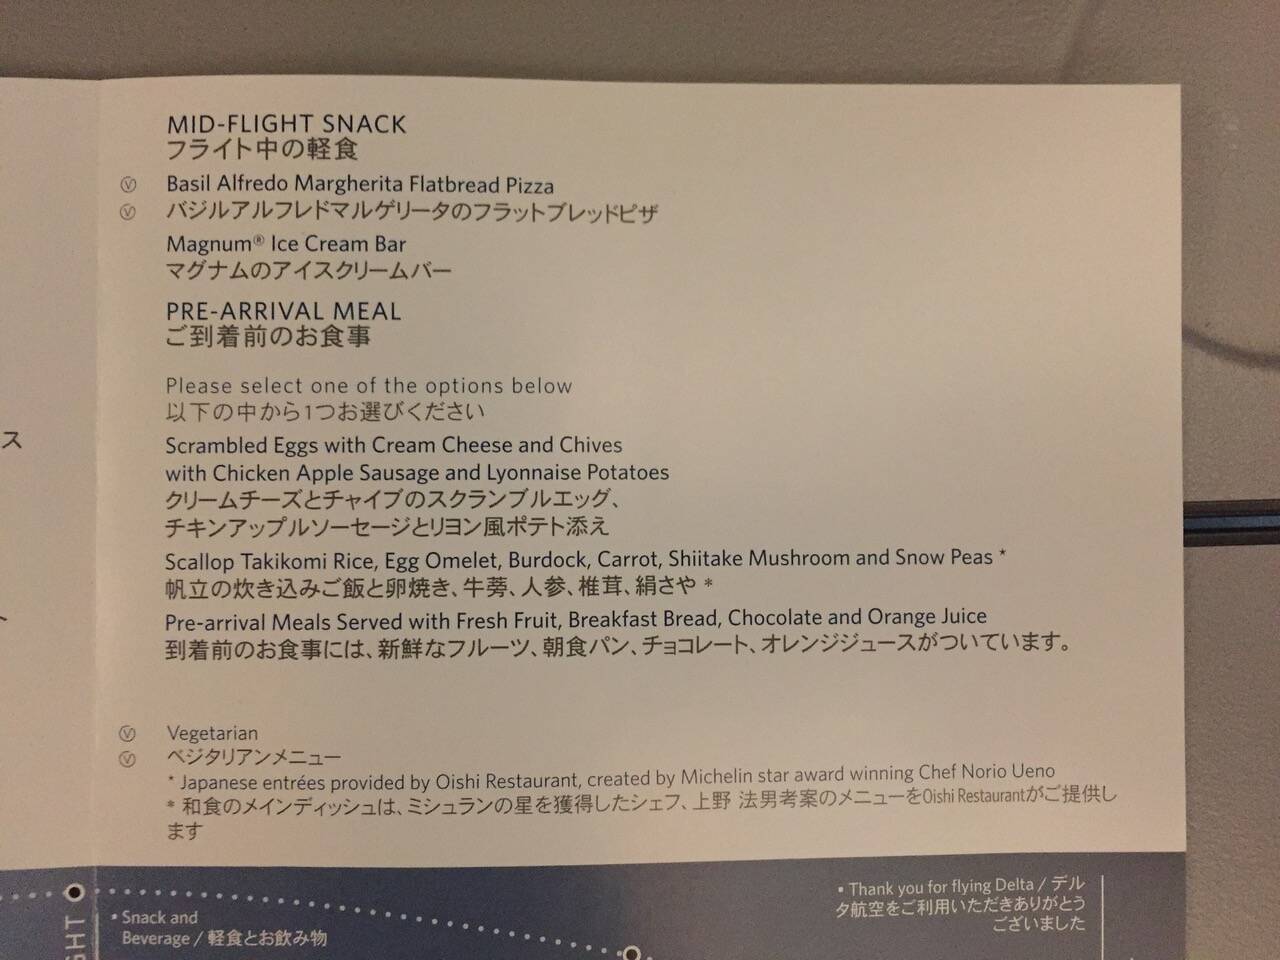 MID-FLIGHT SNACK
フライト中の軽食
Ⓥ Basil Alfredo Margherita Flatbread Pizza
Ⓥ バジルアルフレドマルゲリータのフラットブレッドピザ
Magnum® Ice Cream Bar
マグナムのアイスクリームバー
PRE-ARRIVAL MEAL
ご到着前のお食事
Please select one of the options below
以下の中から1つお選びください
Scrambled Eggs with Cream Cheese and Chives
with Chicken Apple Sausage and Lyonnaise Potatoes
クリームチーズとチャイブのスクランブルエッグ、
チキンアップルソーセージとリヨン風ポテト添え
Scallop Takikomi Rice, Egg Omelet, Burdock, Carrot, Shiitake Mushroom and Snow Peas *
帆立の炊き込みご飯と卵焼き、牛蒡、人参、椎茸、絹さや *
Pre-arrival Meals Served with Fresh Fruit, Breakfast Bread, Chocolate and Orange Juice
到着前のお食事には、新鮮なフルーツ、朝食パン、チョコレート、オレンジジュースがついています。
Ⓥ Vegetarian
Ⓥ ベジタリアンメニュー
* Japanese entrées provided by Oishi Restaurant, created by Michelin star award winning Chef Norio Ueno
* 和食のメインディッシュは、ミシュランの星を獲得したシェフ、上野 法男考案のメニューをOishi Restaurantがご提供し
ます
ス
• Snack and
Beverage / 軽食とお飲み物
• Thank you for flying Delta / デル
タ航空をご利用いただきありがとう
ございました